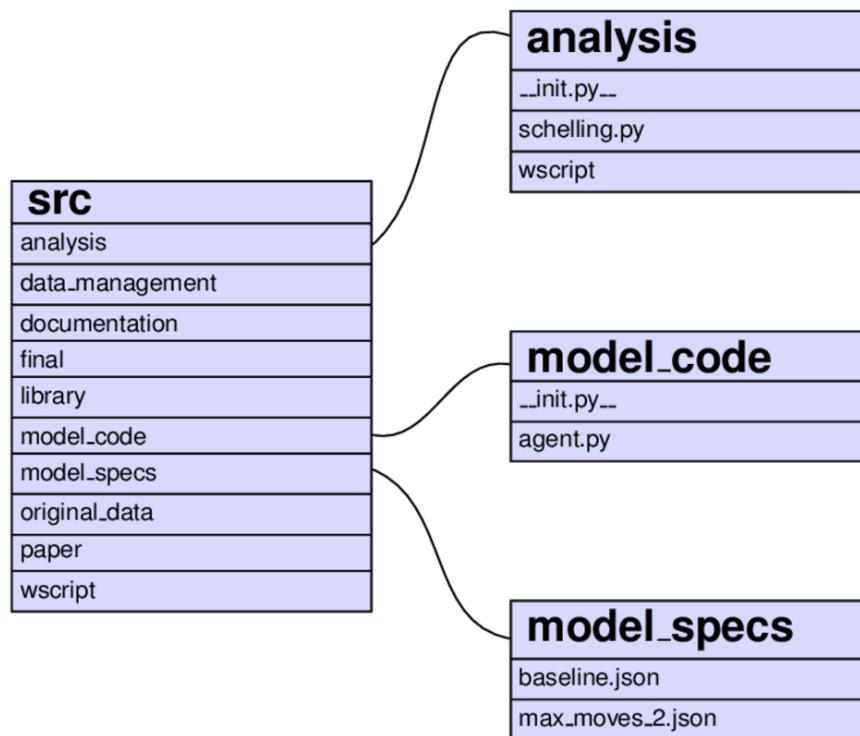 src
analysis
data_management
documentation
final
library
model_code
model_specs
original_data
paper
wscript
analysis
__init.py__
schelling.py
wscript
model_code
__init.py__
agent.py
model_specs
baseline.json
max_moves_2.json